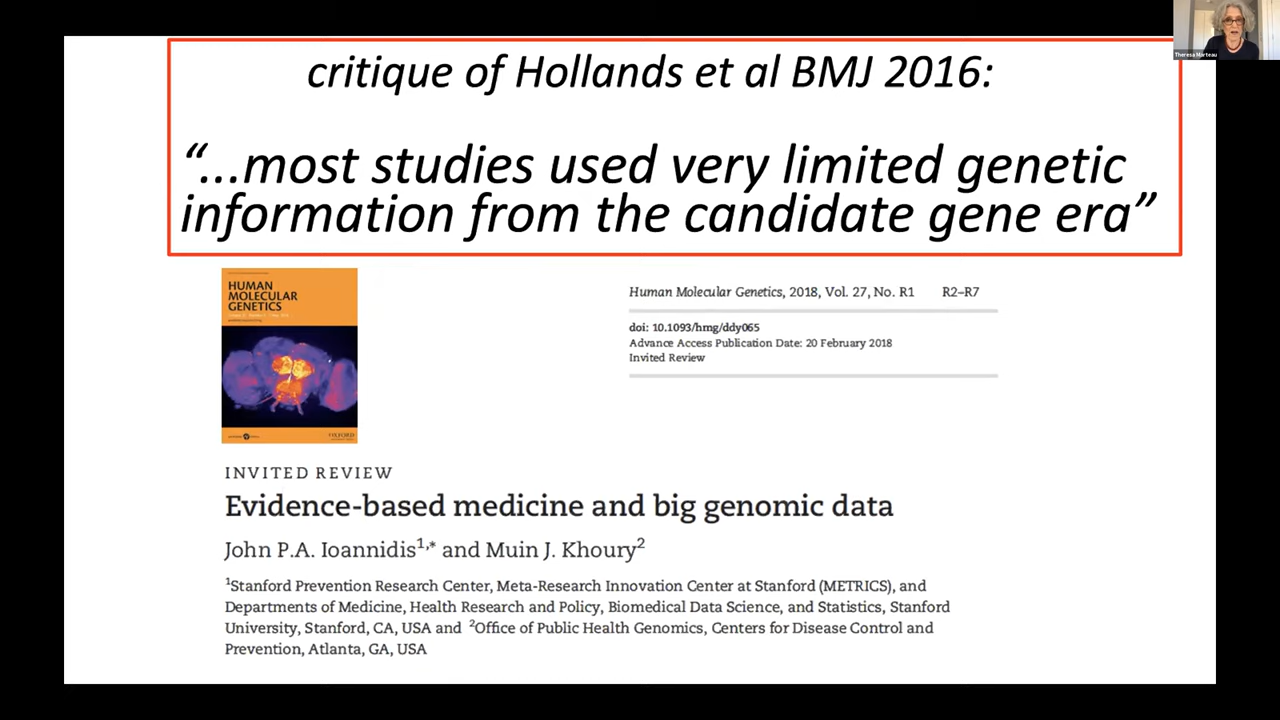 critique of Hollands et al BMJ 2016:
“...most studies used very limited genetic
information from the candidate gene era”
Theresa Marteau
HUMAN
MOLECULAR
GENETICS
OXFORD
Human Molecular Genetics, 2018, Vol. 27, No. R1 R2–R7
doi: 10.1093/hmg/ddy065
Advance Access Publication Date: 20 February 2018
Invited Review
INVITED REVIEW
Evidence-based medicine and big genomic data
John P.A. Ioannidis1,* and Muin J. Khoury2
1Stanford Prevention Research Center, Meta-Research Innovation Center at Stanford (METRICS), and
Departments of Medicine, Health Research and Policy, Biomedical Data Science, and Statistics, Stanford
University, Stanford, CA, USA and 2Office of Public Health Genomics, Centers for Disease Control and
Prevention, Atlanta, GA, USA